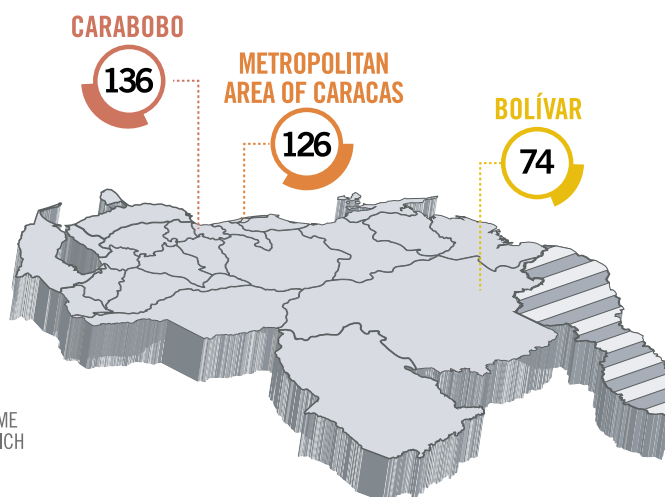 CARABOBO
136
METROPOLITAN
AREA OF CARACAS
126
BOLÍVAR
74